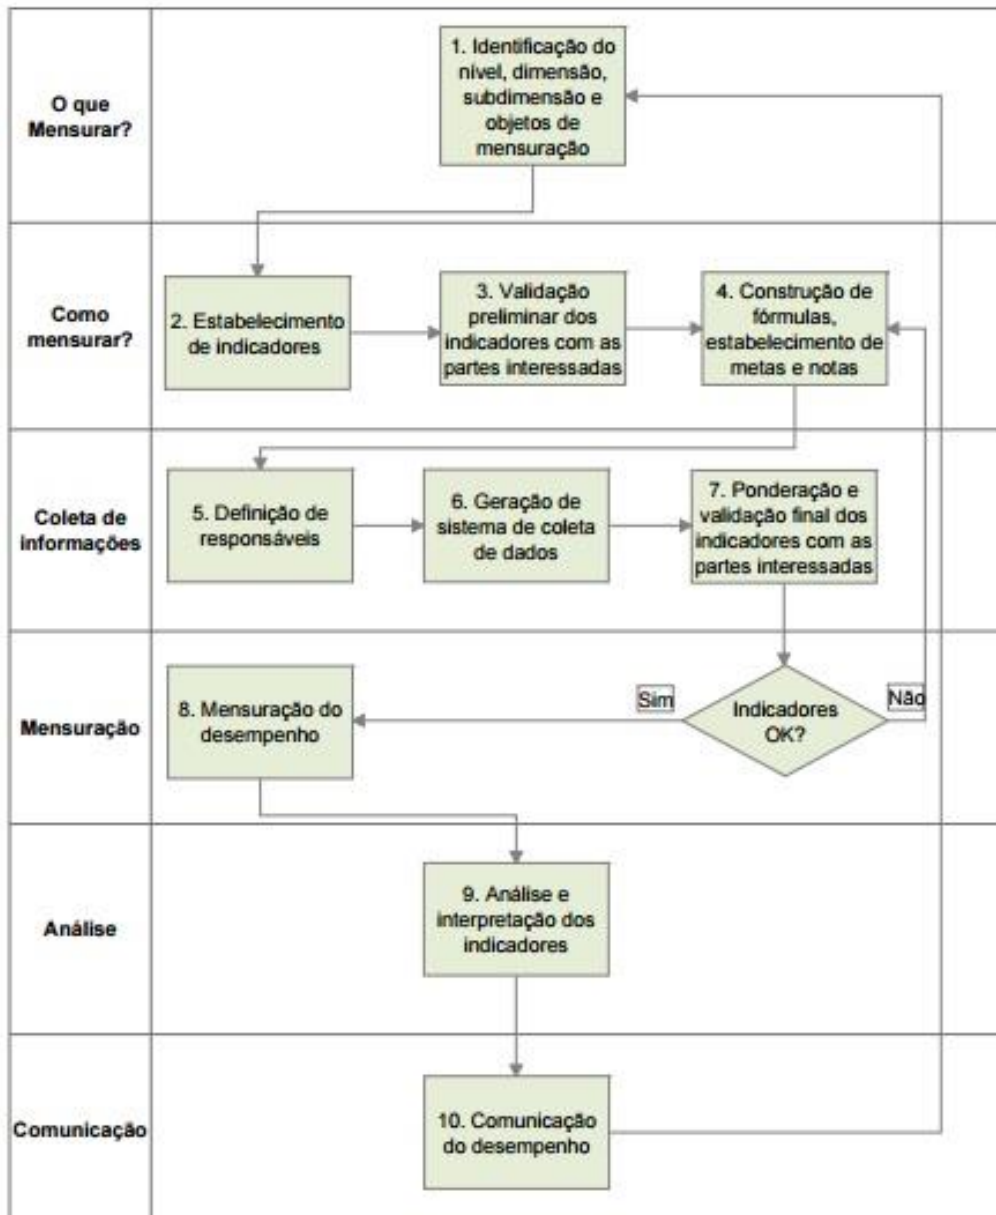 O que
Mensurar?
1. Identificação do
nível, dimensão,
subdimensão e
objetos de
mensuração
Como
mensurar?
2. Estabelecimento
de indicadores
3. Validação
preliminar dos
indicadores com as
partes interessadas
4. Construção de
fórmulas,
estabelecimento de
metas e notas
Coleta de
informações
5. Definição de
responsáveis
6. Geração de
sistema de coleta
de dados
7. Ponderação e
validação final dos
indicadores com as
partes interessadas
Mensuração
8. Mensuração do
desempenho
Sim
Indicadores
OK?
Não
Análise
9. Análise e
interpretação dos
indicadores
Comunicação
10. Comunicação
do desempenho